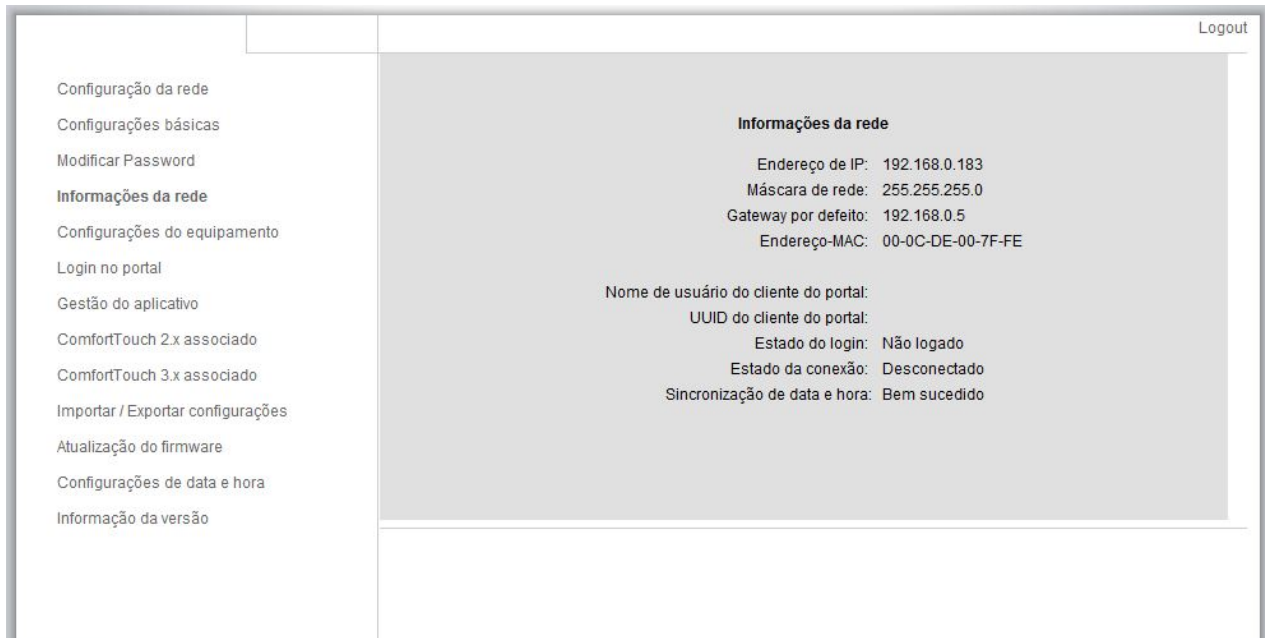 Logout
Configuração da rede
Configurações básicas
Modificar Password
Informações da rede
Configurações do equipamento
Login no portal
Gestão do aplicativo
ComfortTouch 2.x associado
ComfortTouch 3.x associado
Importar / Exportar configurações
Atualização do firmware
Configurações de data e hora
Informação da versão
Informações da rede
Endereço de IP: 192.168.0.183
Máscara de rede: 255.255.255.0
Gateway por defeito: 192.168.0.5
Endereço-MAC: 00-0C-DE-00-7F-FE
Nome de usuário do cliente do portal:
UUID do cliente do portal:
Estado do login: Não logado
Estado da conexão: Desconectado
Sincronização de data e hora: Bem sucedido